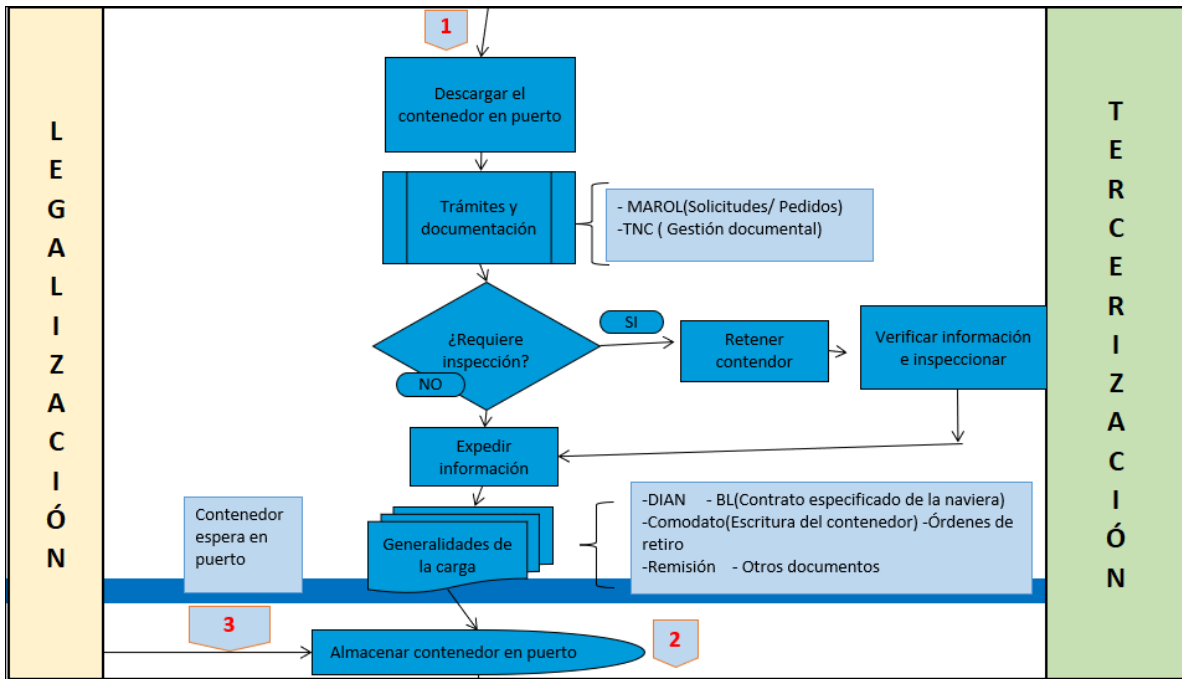 LEGALIZACIÓN
1
Descargar el
contenedor en puerto
Trámites y
documentación
- MAROL(Solicitudes/ Pedidos)
-TNC ( Gestión documental)
¿Requiere
inspección?
SI
NO
Retener
contendor
Verificar información
e inspeccionar
Expedir
información
Contenedor
espera en
puerto
Generalidades de
la carga
-DIAN - BL(Contrato especificado de la naviera)
-Comodato(Escritura del contenedor) -Órdenes de
retiro
-Remisión - Otros documentos
3
Almacenar contenedor en puerto
2
TERCERIZACIÓN